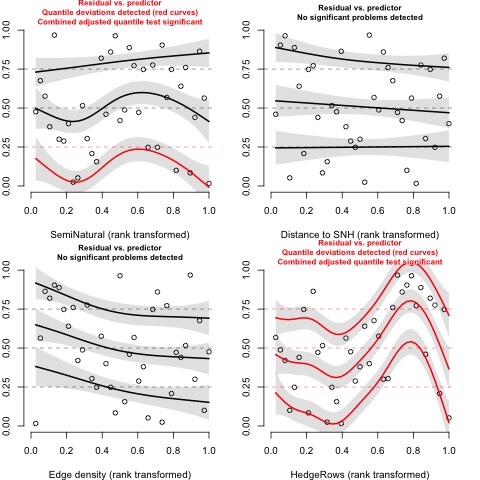 Residual vs. predictor
Quantile deviations detected (red curves)
Combined adjusted quantile test significant
1.00
0.75
0.50
0.25
0.00
0.0 0.2 0.4 0.6 0.8 1.0
SemiNatural (rank transformed)
Residual vs. predictor
No significant problems detected
1.00
0.75
0.50
0.25
0.00
0.0 0.2 0.4 0.6 0.8 1.0
Distance to SNH (rank transformed)
Residual vs. predictor
No significant problems detected
1.00
0.75
0.50
0.25
0.00
0.0 0.2 0.4 0.6 0.8 1.0
Edge density (rank transformed)
Residual vs. predictor
Quantile deviations detected (red curves)
Combined adjusted quantile test significant
1.00
0.75
0.50
0.25
0.00
0.0 0.2 0.4 0.6 0.8 1.0
HedgeRows (rank transformed)